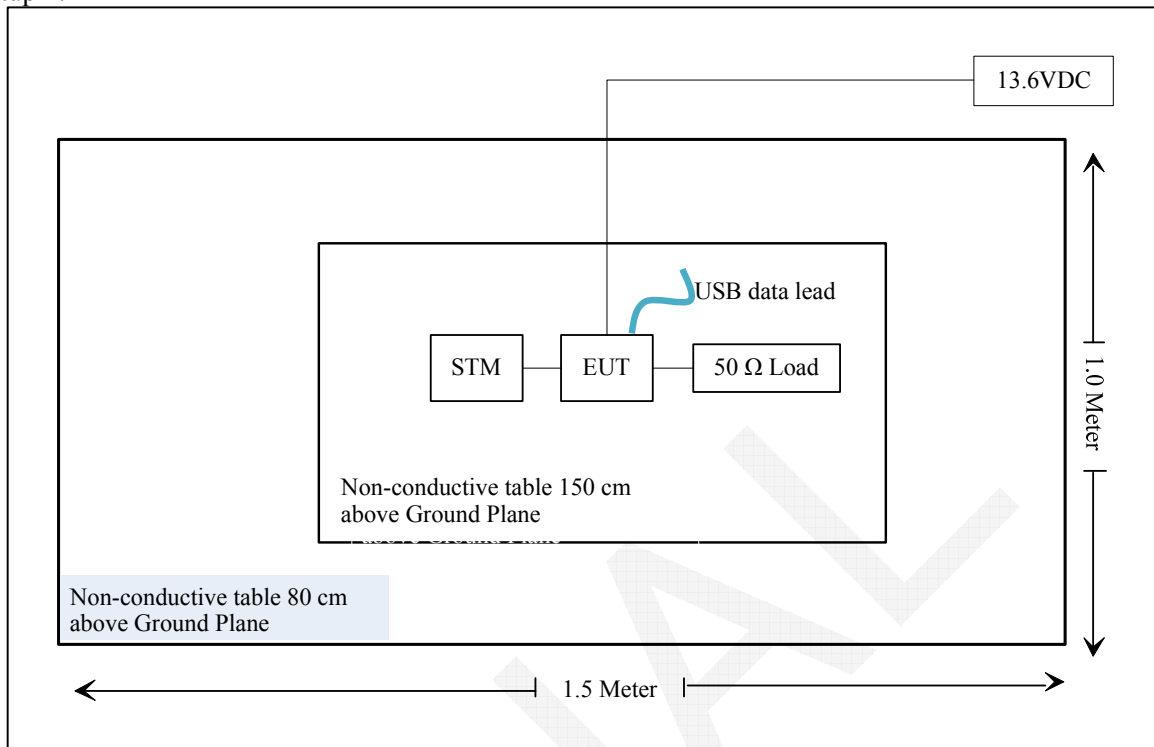 13.6VDC
USB data lead
STM
EUT
50 Ω Load
1.0 Meter
Non-conductive table 150 cm
above Ground Plane
Non-conductive table 80 cm
above Ground Plane
1.5 Meter